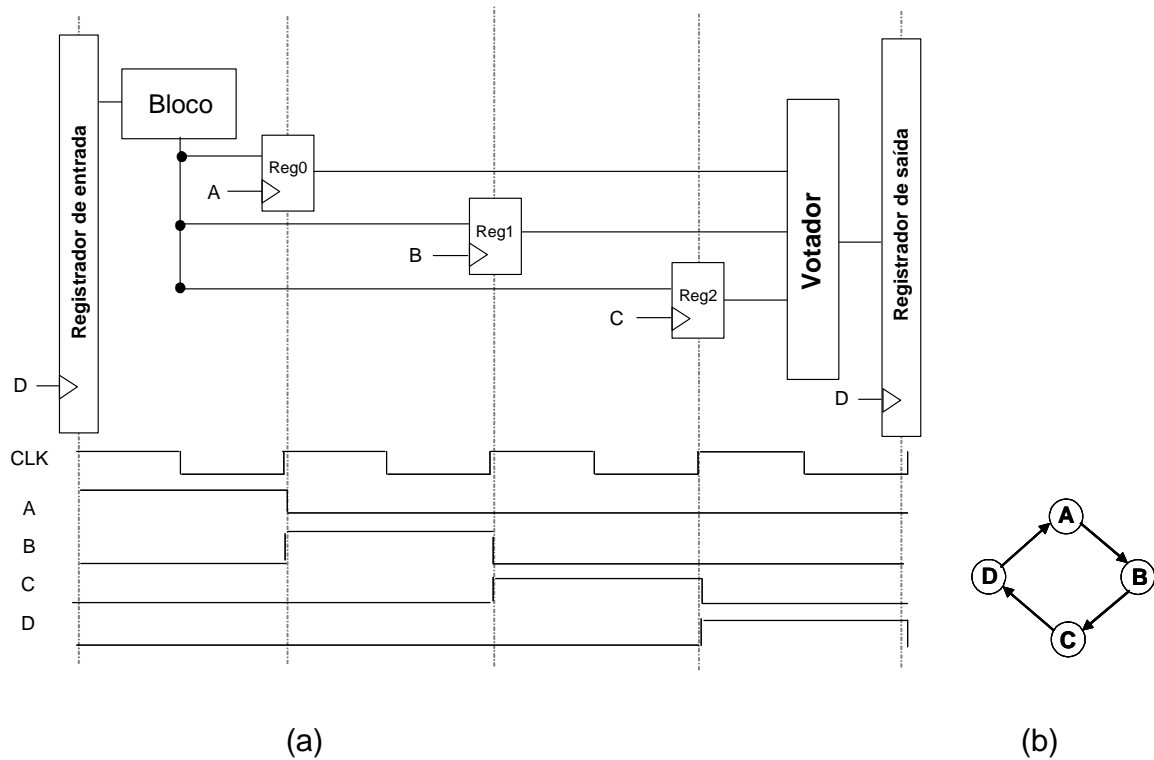 Registrador de entrada
Bloco
Reg0
A
Reg1
B
Reg2
C
Votador
Registrador de saída
D
D
CLK
A
B
C
D
A
B
C
D
(a)
(b)